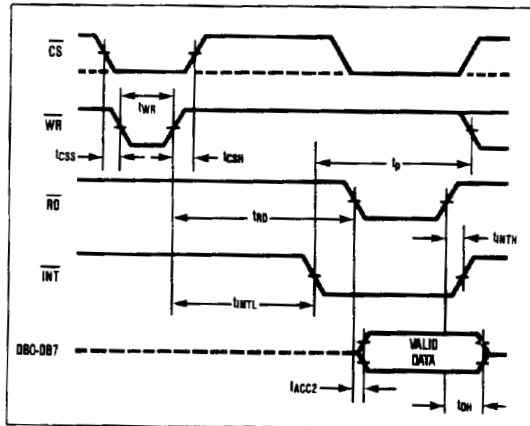 CS
tWR
WR
tCSS
tCSH
tP
RD
tRD
tINTH
INT
tINTL
DB0-DB7
VALID
DATA
tACC2
tDH